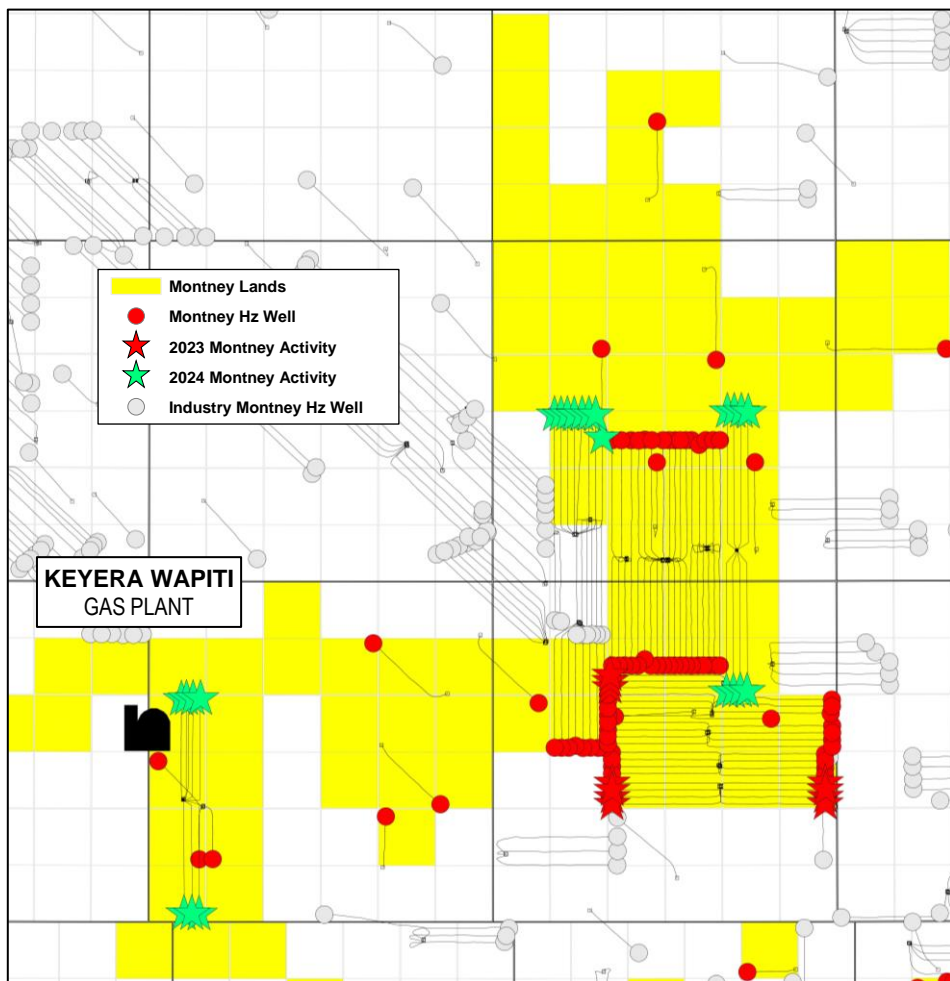 Montney Lands
Montney Hz Well
2023 Montney Activity
2024 Montney Activity
Industry Montney Hz Well
KEYERA WAPITI
GAS PLANT